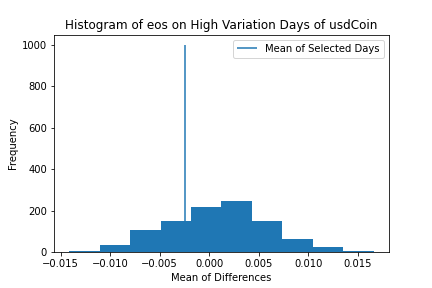 Histogram of eos on High Variation Days of usdCoin
Mean of Selected Days
Frequency
1000
800
600
400
200
0
−0.015 −0.010 −0.005 0.000 0.005 0.010 0.015
Mean of Differences